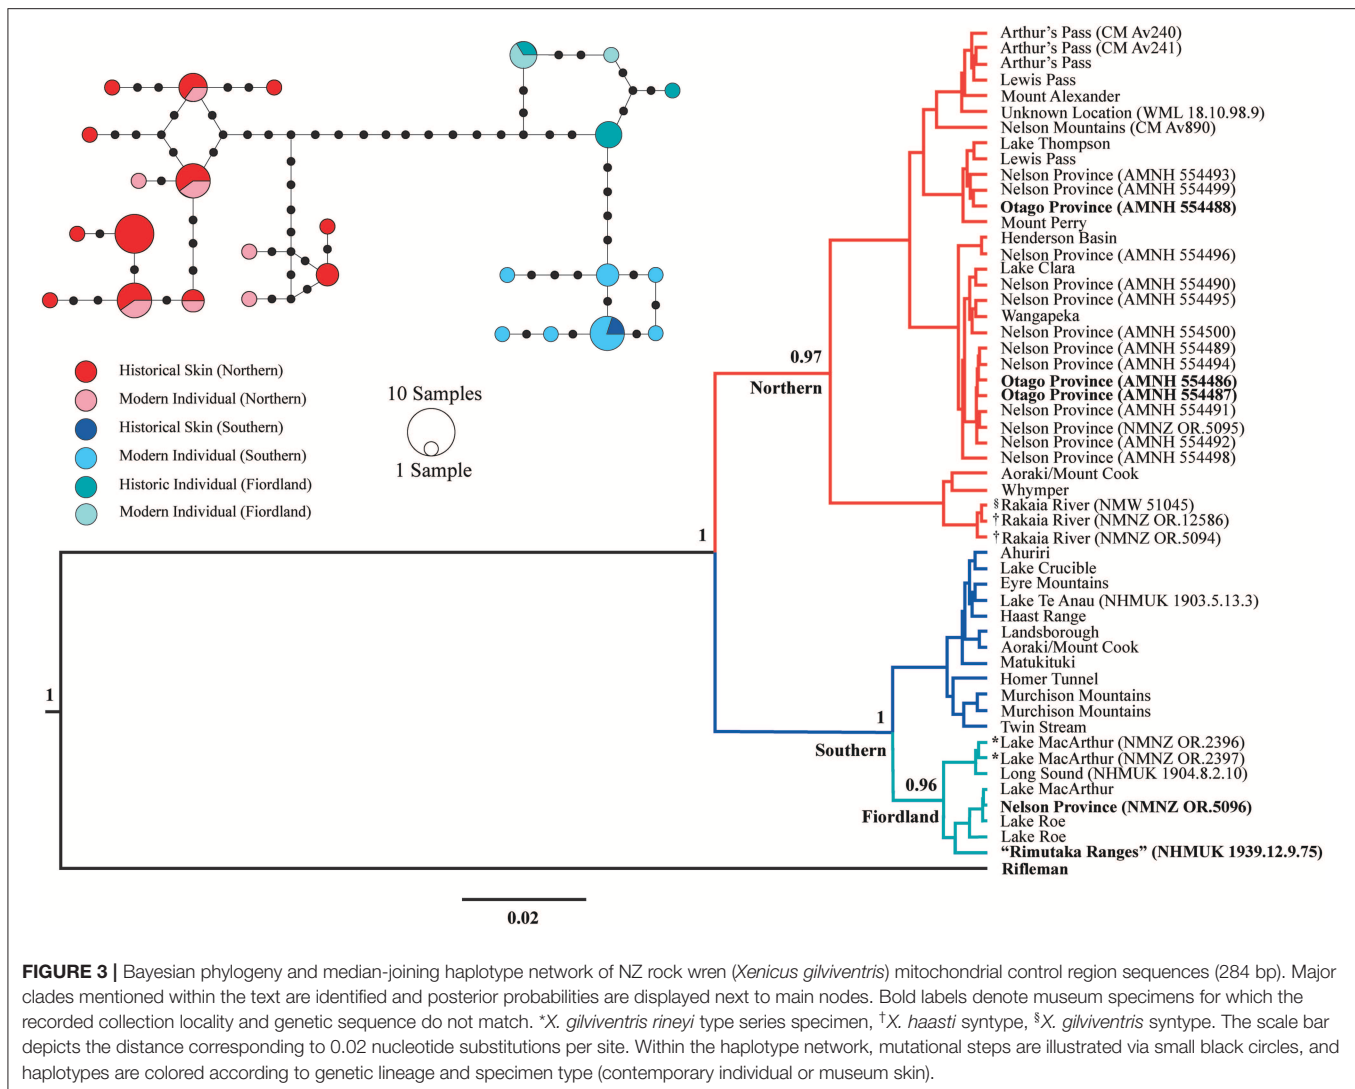 Historical Skin (Northern)
Modern Individual (Northern)
Historical Skin (Southern)
Modern Individual (Southern)
Historic Individual (Fiordland)
Modern Individual (Fiordland)
10 Samples
1 Sample
0.97
Northern
1
1
1
Southern
0.96
Fiordland
0.02
Arthur's Pass (CM Av240)
Arthur's Pass (CM Av241)
Arthur's Pass
Lewis Pass
Mount Alexander
Unknown Location (WML 18.10.98.9)
Nelson Mountains (CM Av890)
Lake Thompson
Lewis Pass
Nelson Province (AMNH 554493)
Nelson Province (AMNH 554499)
Otago Province (AMNH 554488)
Mount Perry
Henderson Basin
Nelson Province (AMNH 554496)
Lake Clara
Nelson Province (AMNH 554490)
Nelson Province (AMNH 554495)
Wangapeka
Nelson Province (AMNH 554500)
Nelson Province (AMNH 554489)
Nelson Province (AMNH 554494)
Otago Province (AMNH 554486)
Otago Province (AMNH 554487)
Nelson Province (AMNH 554491)
Nelson Province (NMNZ OR.5095)
Nelson Province (AMNH 554492)
Nelson Province (AMNH 554498)
Aoraki/Mount Cook
Whymper
§Rakaia River (NMW 51045)
†Rakaia River (NMNZ OR.12586)
†Rakaia River (NMNZ OR.5094)
Ahuriri
Lake Crucible
Eyre Mountains
Lake Te Anau (NHMUK 1903.5.13.3)
Haast Range
Landsborough
Aoraki/Mount Cook
Matukituki
Homer Tunnel
Murchison Mountains
Murchison Mountains
Twin Stream
*Lake MacArthur (NMNZ OR.2396)
*Lake MacArthur (NMNZ OR.2397)
Long Sound (NHMUK 1904.8.2.10)
Lake MacArthur
Nelson Province (NMNZ OR.5096)
Lake Roe
Lake Roe
“Rimutaka Ranges” (NHMUK 1939.12.9.75)
Rifleman
FIGURE 3 | Bayesian phylogeny and median-joining haplotype network of NZ rock wren (Xenicus gilviventris) mitochondrial control region sequences (284 bp). Major
clades mentioned within the text are identified and posterior probabilities are displayed next to main nodes. Bold labels denote museum specimens for which the
recorded collection locality and genetic sequence do not match. *X. gilviventris rineyi type series specimen, †X. haasti syntype, §X. gilviventris syntype. The scale bar
depicts the distance corresponding to 0.02 nucleotide substitutions per site. Within the haplotype network, mutational steps are illustrated via small black circles, and
haplotypes are colored according to genetic lineage and specimen type (contemporary individual or museum skin).